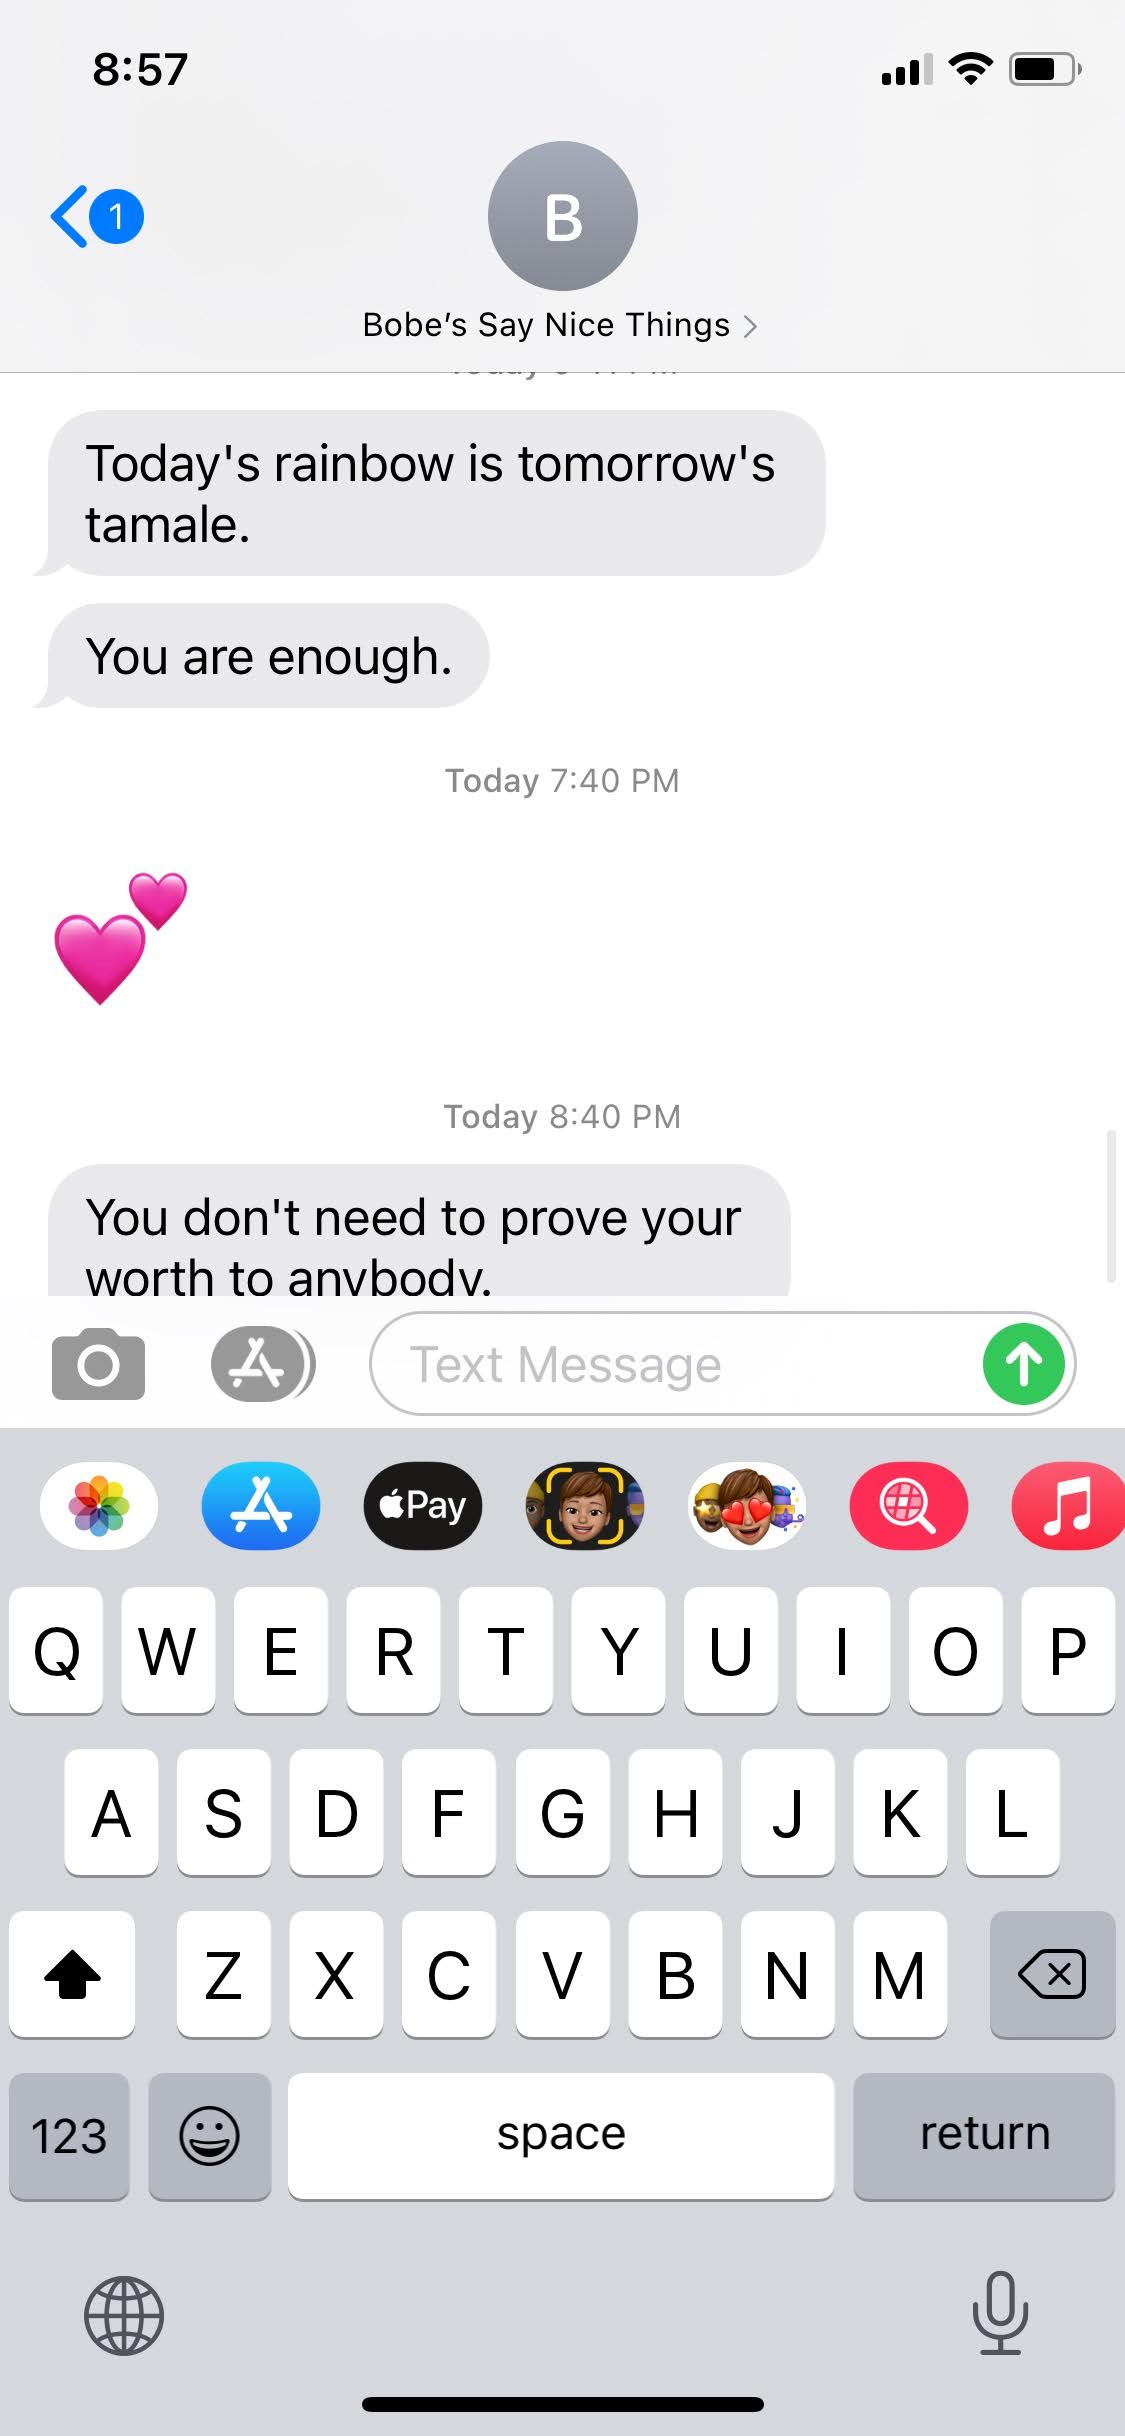 8:57
1
B
Bobe's Say Nice Things
Today
Today's rainbow is tomorrow's
tamale.
You are enough.
Today 7:40 PM
Today 8:40 PM
You don't need to prove your
worth to anybody.
Text Message
Pay
Q W E R T Y U I O P
A S D F G H J K L
Z X C V B N M
123 space return